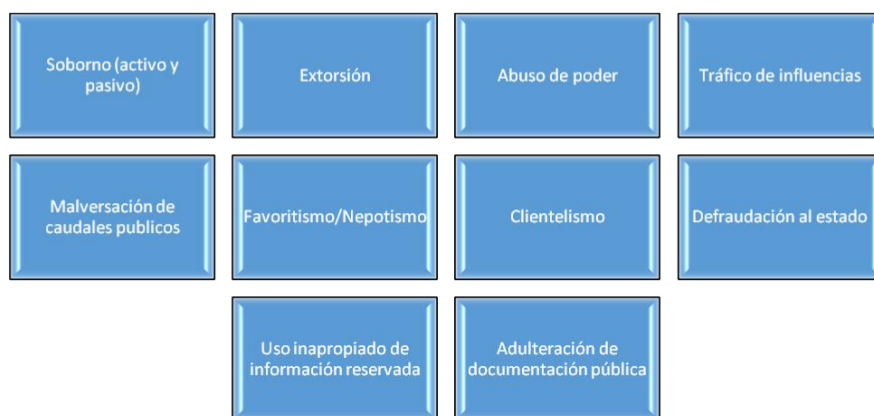 Soborno (activo y
pasivo)
Extorsión
Abuso de poder
Tráfico de influencias
Malversación de
caudales publicos
Favoritismo/Nepotismo
Clientelismo
Defraudación al estado
Uso inapropiado de
información reservada
Adulteración de
documentación pública